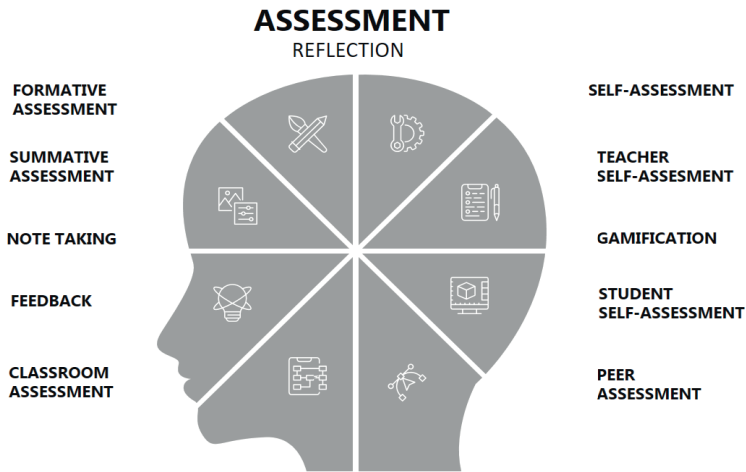 ASSESSMENT
REFLECTION
FORMATIVE
ASSESSMENT
SUMMATIVE
ASSESSMENT
NOTE TAKING
FEEDBACK
CLASSROOM
ASSESSMENT
SELF-ASSESSMENT
TEACHER
SELF-ASSESMENT
GAMIFICATION
STUDENT
SELF-ASSESSMENT
PEER
ASSESSMENT